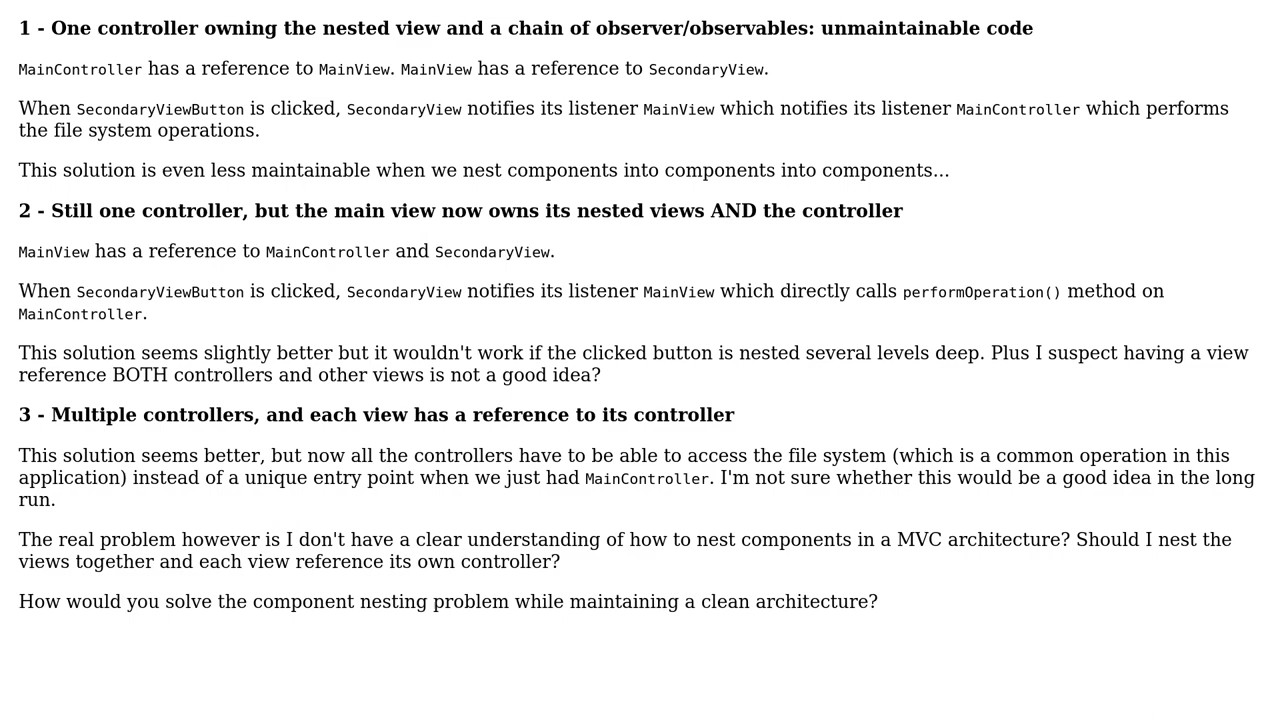 1 - One controller owning the nested view and a chain of observer/observables: unmaintainable code
MainController has a reference to MainView. MainView has a reference to SecondaryView.
When SecondaryViewButton is clicked, SecondaryView notifies its listener MainView which notifies its listener MainController which performs
the file system operations.
This solution is even less maintainable when we nest components into components into components...
2 - Still one controller, but the main view now owns its nested views AND the controller
MainView has a reference to MainController and SecondaryView.
When SecondaryViewButton is clicked, SecondaryView notifies its listener MainView which directly calls performOperation() method on
MainController.
This solution seems slightly better but it wouldn't work if the clicked button is nested several levels deep. Plus I suspect having a view
reference BOTH controllers and other views is not a good idea?
3 - Multiple controllers, and each view has a reference to its controller
This solution seems better, but now all the controllers have to be able to access the file system (which is a common operation in this
application) instead of a unique entry point when we just had MainController. I'm not sure whether this would be a good idea in the long
run.
The real problem however is I don't have a clear understanding of how to nest components in a MVC architecture? Should I nest the
views together and each view reference its own controller?
How would you solve the component nesting problem while maintaining a clean architecture?